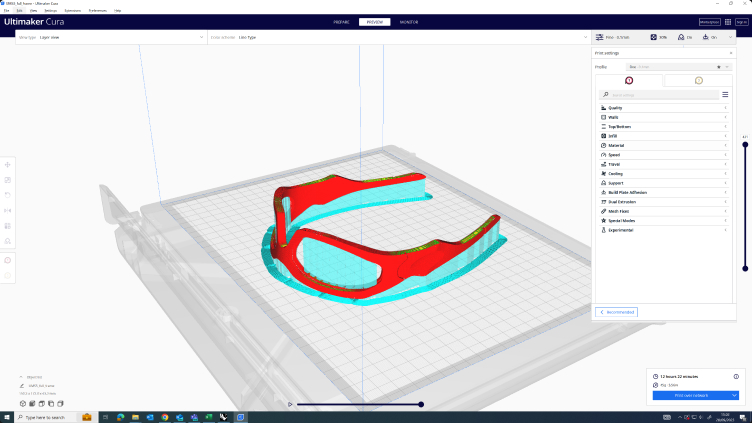 Ultimaker Cura
File Edit View Settings Extensions Preferences Help
Ultimaker Cura
PREPARE PREVIEW MONITOR
Marketplace Sign in
View type Layer view
Color scheme Line Type
Fine 0.1mm
20%
On
On
Print settings
Profile Fine
Quality
Walls
Top/Bottom
Infill
Material
Speed
Travel
Cooling
Support
Build Plate Adhesion
Dual Extrusion
Mesh Fixes
Special Modes
Experimental
Recommended
Object list
12 hours 22 minutes
Print over network
Type here to search